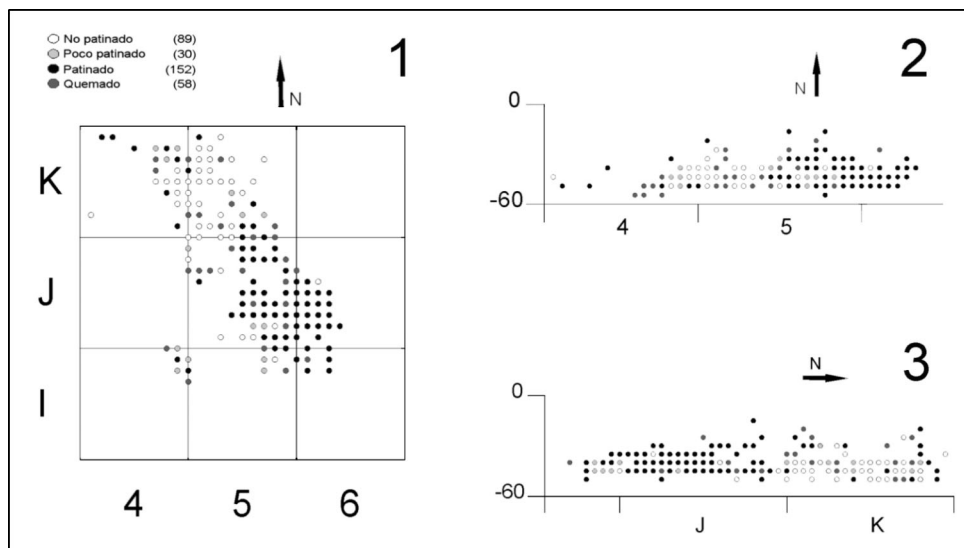 No patinado (89)
Poco patinado (30)
Patinado (152)
Quemado (58)
1
N
K
J
I
4 5 6
2
N
0
-60
4 5
3
N
0
-60
J K